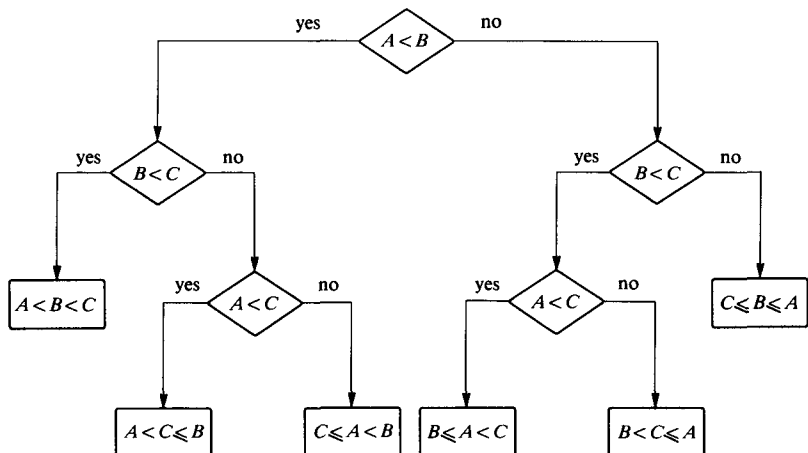 yes A < B no
yes B < C no yes B < C no
A < B < C yes A < C no yes A < C no C ⩽ B ⩽ A
A < C ⩽ B C ⩽ A < B B ⩽ A < C B < C ⩽ A